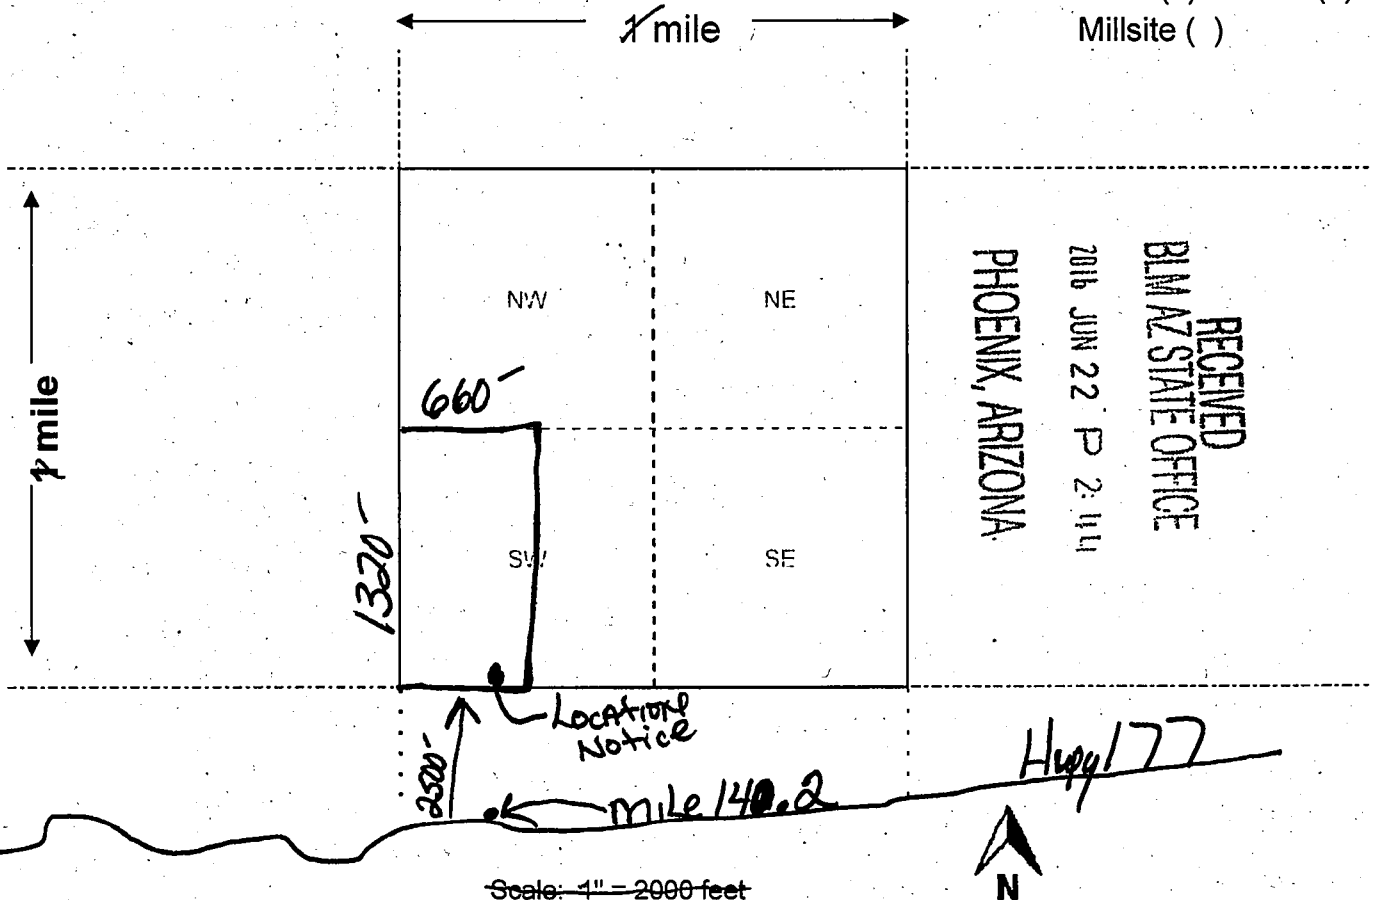 1 mile
Millsite ( )
NW
NE
660'
1 mile
1320'
SW
SE
RECEIVED
BLM AZ STATE OFFICE
2016 JUN 22 P 2:44
PHOENIX, ARIZONA
Location
Notice
2500'
mile 140.2
Hwy 177
Scale: 1" = 2000 feet
N